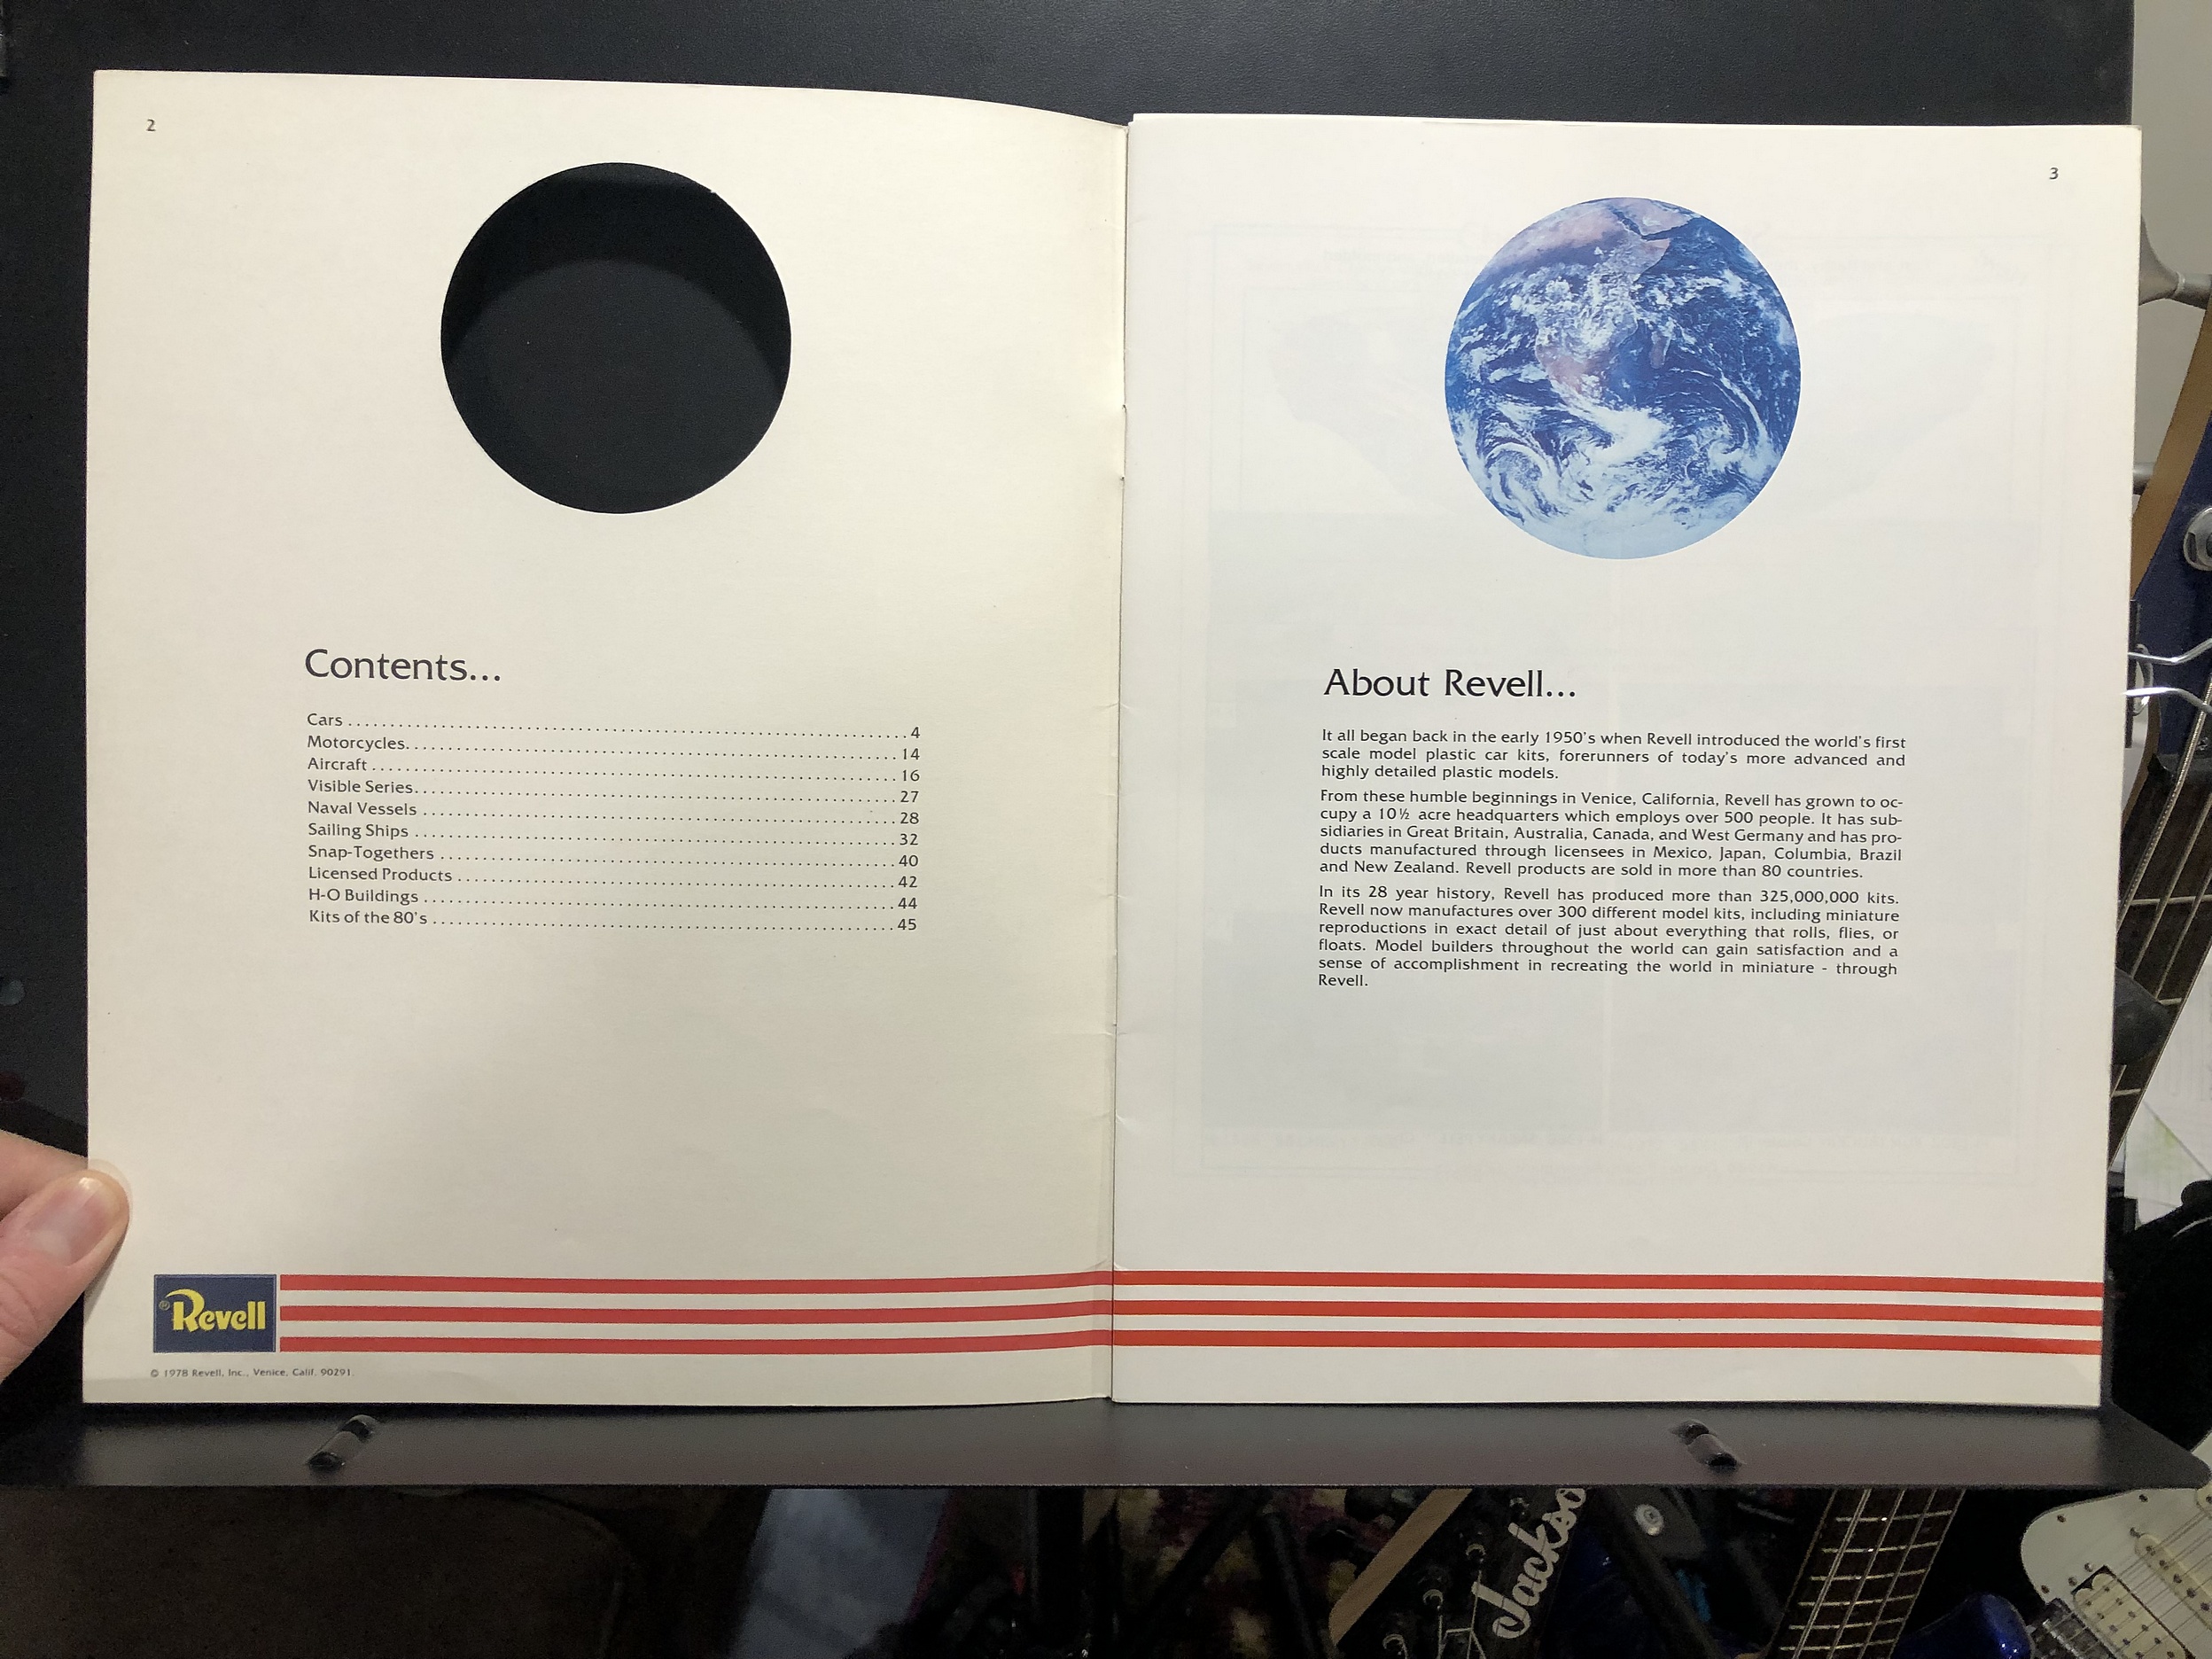 2
Contents...
Cars ........................................................ 4
Motorcycles. ........................................................ 14
Aircraft ........................................................ 16
Visible Series. ........................................................ 27
Naval Vessels ........................................................ 28
Sailing Ships ........................................................ 32
Snap-Togethers ........................................................ 40
Licensed Products ........................................................ 42
H-O Buildings ........................................................ 44
Kits of the 80's ........................................................ 45
® Revell
© 1978 Revell, Inc., Venice, Calif. 90291.
3
About Revell...
It all began back in the early 1950's when Revell introduced the world's first
scale model plastic car kits, forerunners of today's more advanced and
highly detailed plastic models.
From these humble beginnings in Venice, California, Revell has grown to oc-
cupy a 10½ acre headquarters which employs over 500 people. It has sub-
sidiaries in Great Britain, Australia, Canada, and West Germany and has pro-
ducts manufactured through licensees in Mexico, Japan, Columbia, Brazil
and New Zealand. Revell products are sold in more than 80 countries.
In its 28 year history, Revell has produced more than 325,000,000 kits.
Revell now manufactures over 300 different model kits, including miniature
reproductions in exact detail of just about everything that rolls, flies, or
floats. Model builders throughout the world can gain satisfaction and a
sense of accomplishment in recreating the world in miniature - through
Revell.
Jackso